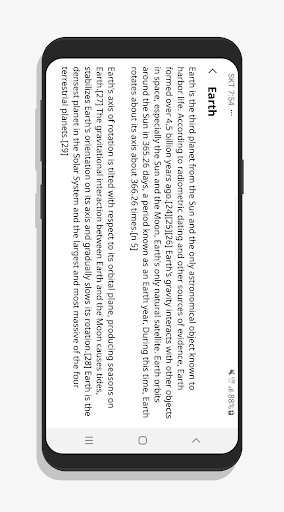 SKT 7:54 ...
88%
Earth
Earth is the third planet from the Sun and the only astronomical object known to
harbor life. According to radiometric dating and other sources of evidence, Earth
formed over 4.5 billion years ago.[24][25][26] Earth's gravity interacts with other objects
in space, especially the Sun and the Moon, Earth's only natural satellite. Earth orbits
around the Sun in 365.26 days, a period known as an Earth year. During this time, Earth
rotates about its axis about 366.26 times.[n 5]
Earth's axis of rotation is tilted with respect to its orbital plane, producing seasons on
Earth.[27] The gravitational interaction between Earth and the Moon causes tides,
stabilizes Earth's orientation on its axis, and gradually slows its rotation.[28] Earth is the
densest planet in the Solar System and the largest and most massive of the four
terrestrial planets.[29]